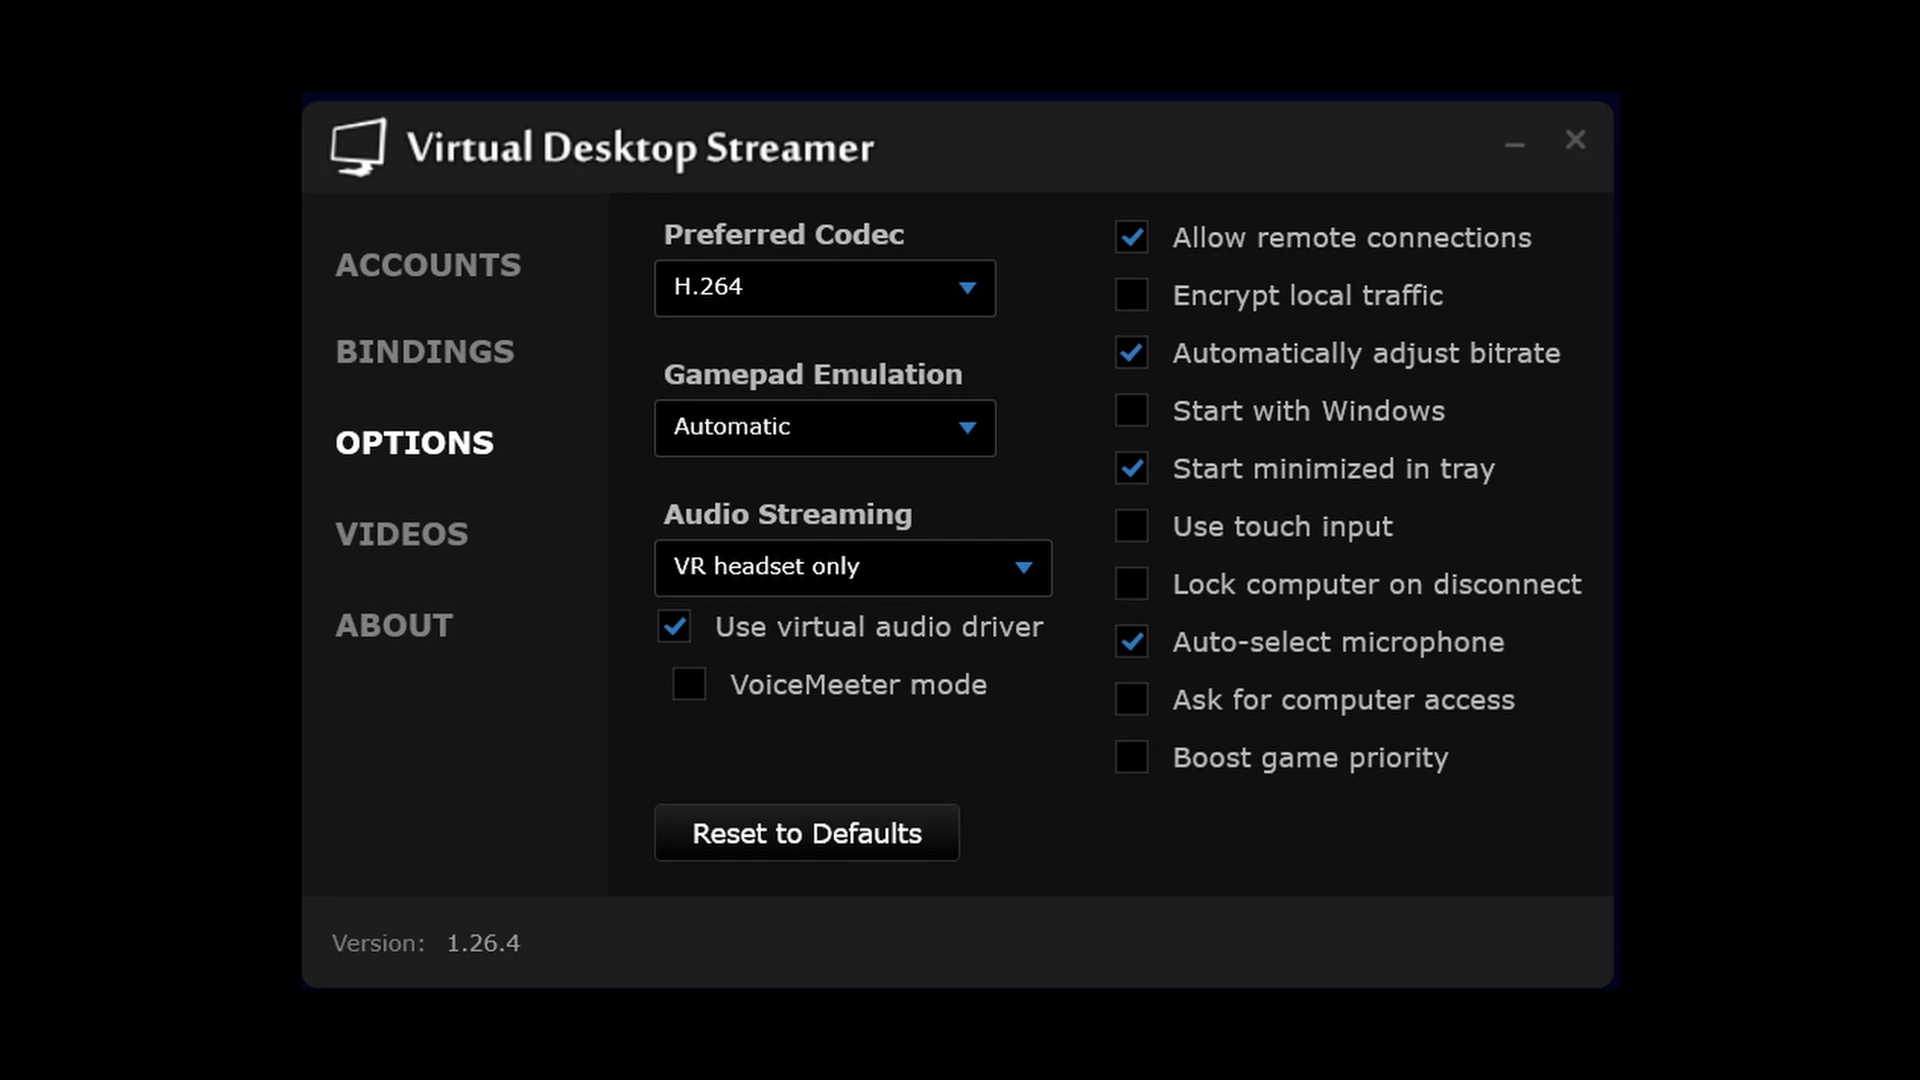 Virtual Desktop Streamer
ACCOUNTS
BINDINGS
OPTIONS
VIDEOS
ABOUT
Preferred Codec
H.264
Gamepad Emulation
Automatic
Audio Streaming
VR headset only
Use virtual audio driver
VoiceMeeter mode
Reset to Defaults
Allow remote connections
Encrypt local traffic
Automatically adjust bitrate
Start with Windows
Start minimized in tray
Use touch input
Lock computer on disconnect
Auto-select microphone
Ask for computer access
Boost game priority
Version: 1.26.4